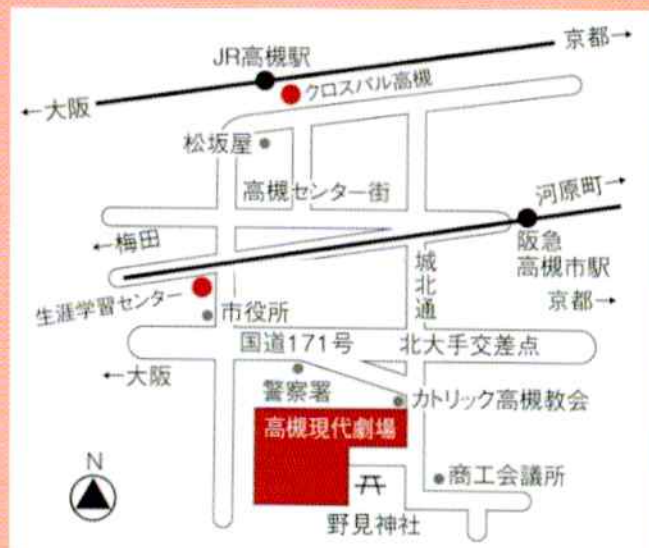 京都→
JR高槻駅
クロスパル高槻
←大阪
松坂屋
高槻センター街
河原町→
←梅田
阪急
高槻市駅
城北通
生涯学習センター
市役所
京都→
国道171号
北大手交差点
←大阪
警察署
カトリック高槻教会
高槻現代劇場
N
商工会議所
野見神社